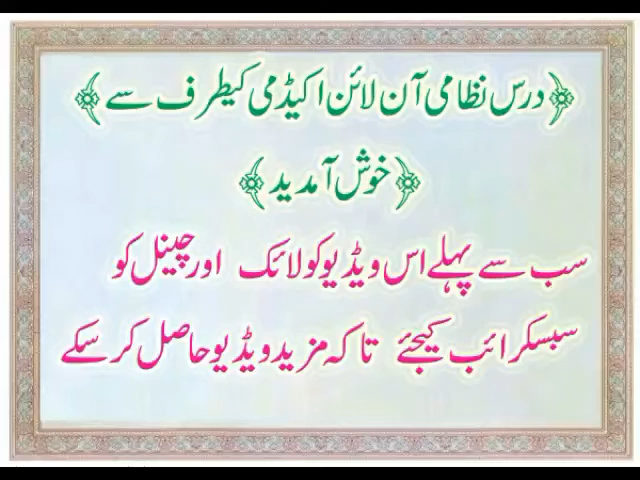 ﴿درس نظامی آن لائن اکیڈمی کیطرف سے﴾
﴿خوش آمدید﴾
سب سے پہلے اس ویڈیو کو لائک اور چینل کو
سبسکرائب کیجئے تاکہ مزید ویڈیو حاصل کر سکے